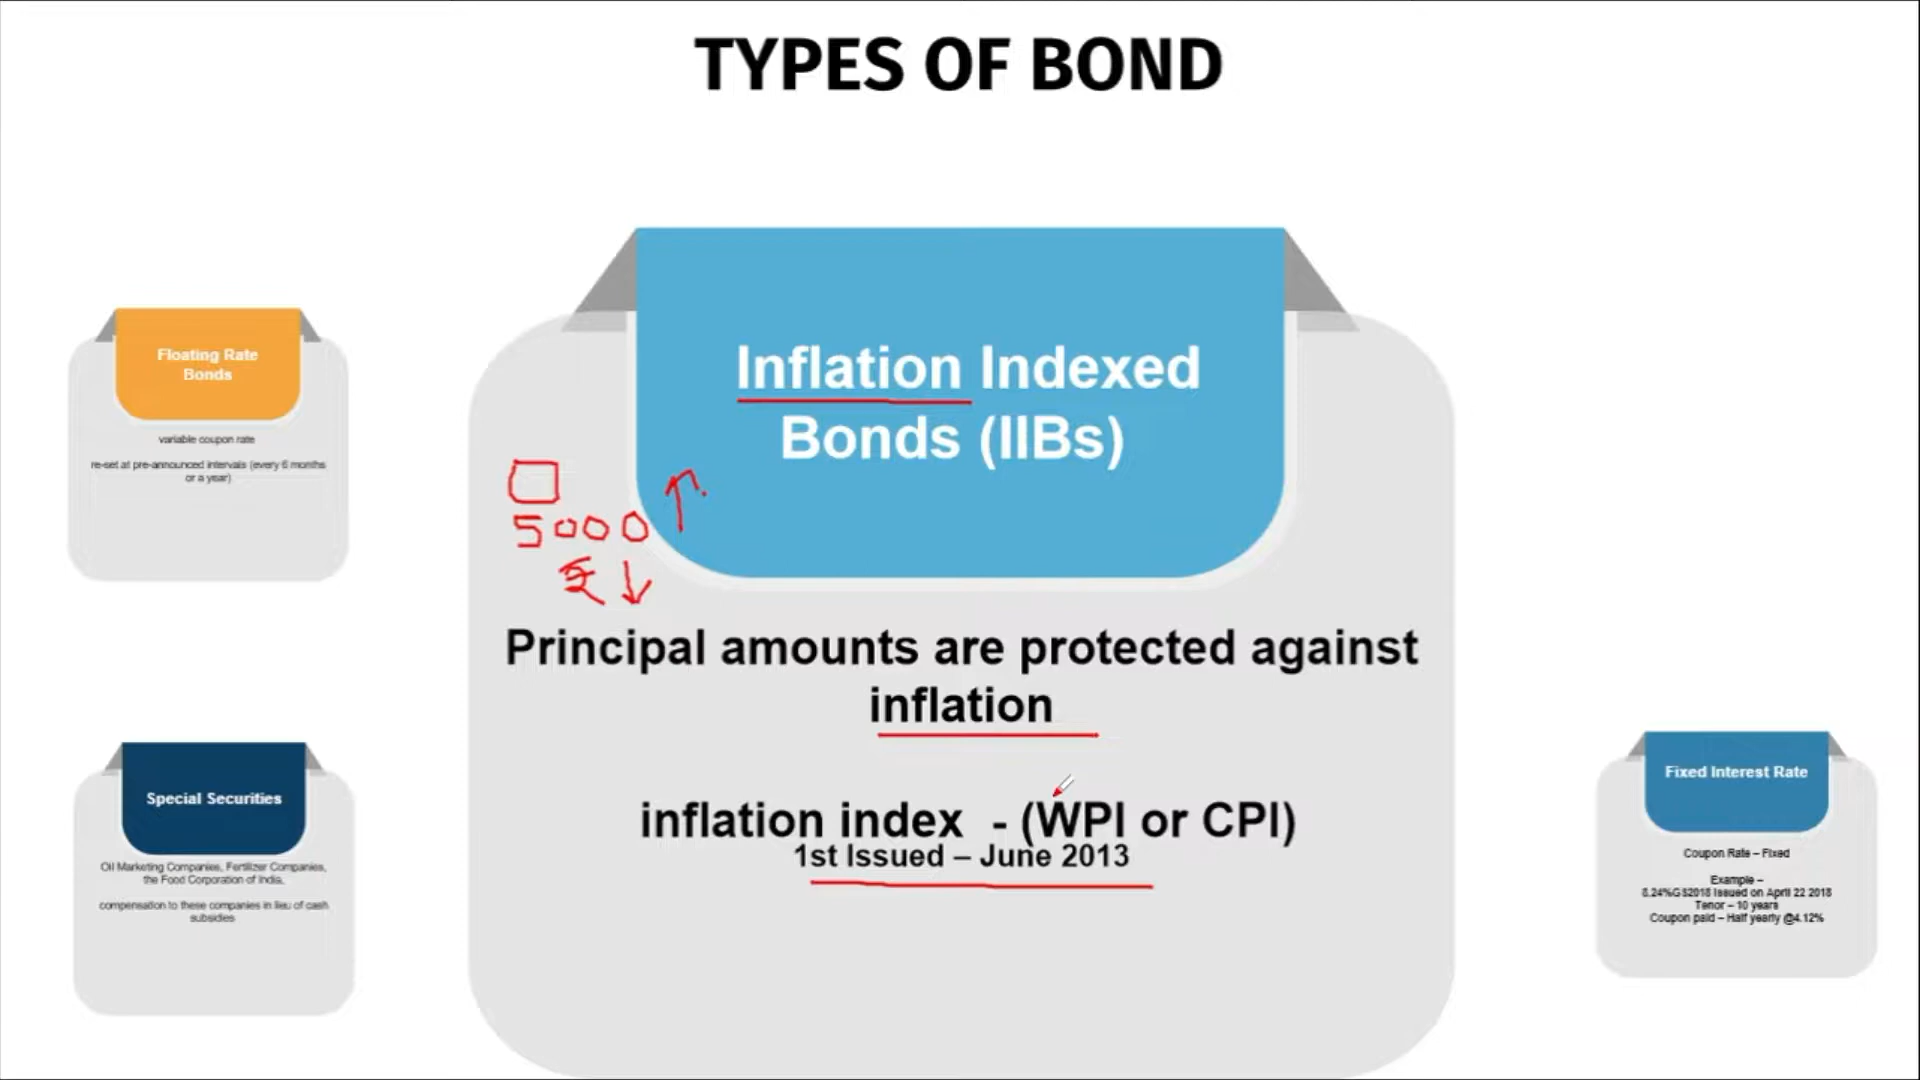 TYPES OF BOND
Floating Rate
Bonds
variable coupon rate
re-set at pre-announced intervals (every 6 months
or a year)
Inflation Indexed
Bonds (IIBs)
5000
₹
Principal amounts are protected against
inflation
inflation index - (WPI or CPI)
1st Issued – June 2013
Special Securities
Oil Marketing Companies, Fertilizer Companies,
the Food Corporation of India,
compensation to these companies in lieu of cash
subsidies
Fixed Interest Rate
Coupon Rate – Fixed
Example –
8.24%GS2018 issued on April 22 2018
Tenor – 10 years
Coupon paid – Half yearly @4.12%